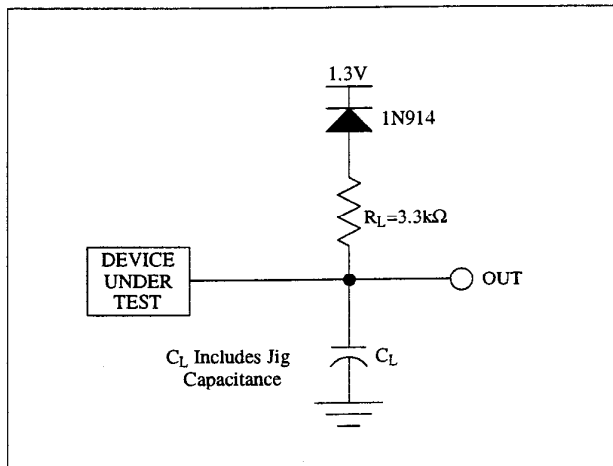 1.3V
1N914
R_L=3.3kΩ
DEVICE
UNDER
TEST
OUT
C_L Includes Jig
Capacitance
C_L